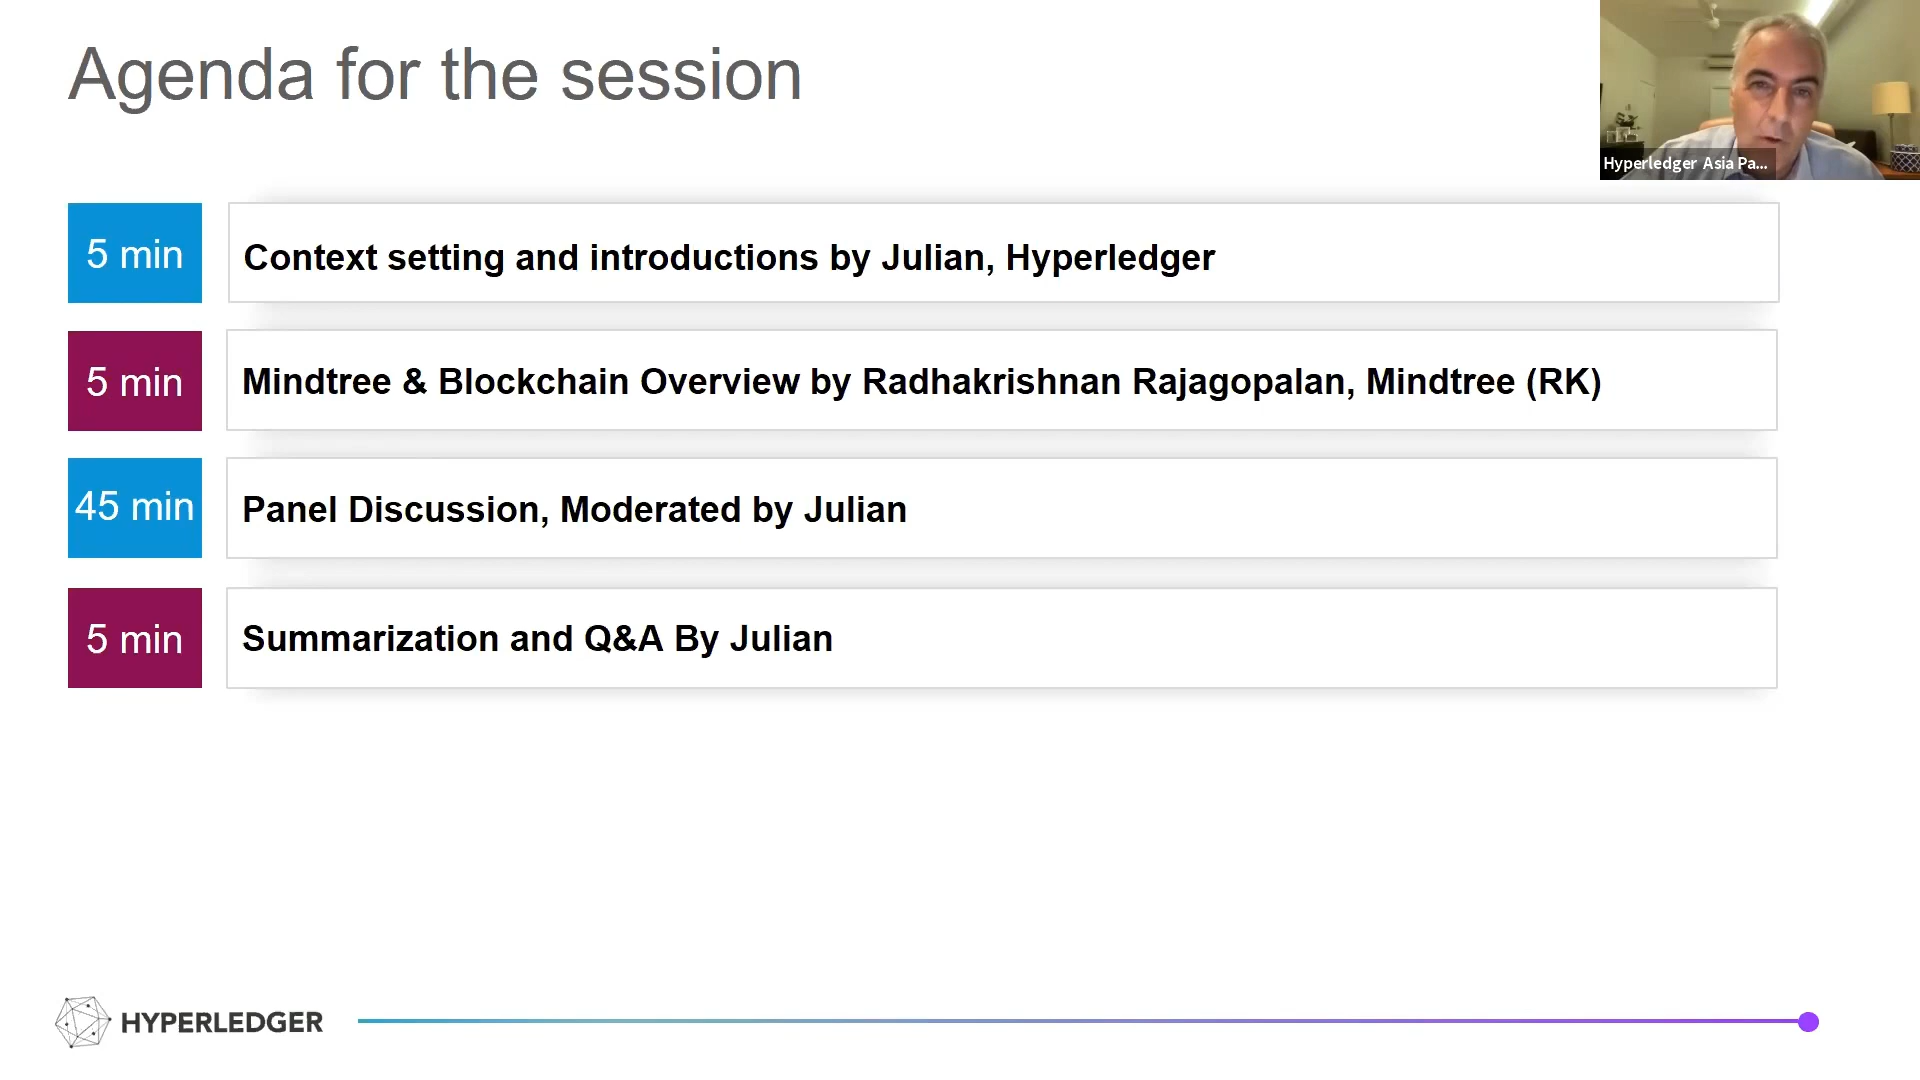 Agenda for the session
Hyperledger Asia Pa...
5 min
Context setting and introductions by Julian, Hyperledger
5 min
Mindtree & Blockchain Overview by Radhakrishnan Rajagopalan, Mindtree (RK)
45 min
Panel Discussion, Moderated by Julian
5 min
Summarization and Q&A By Julian
HYPERLEDGER